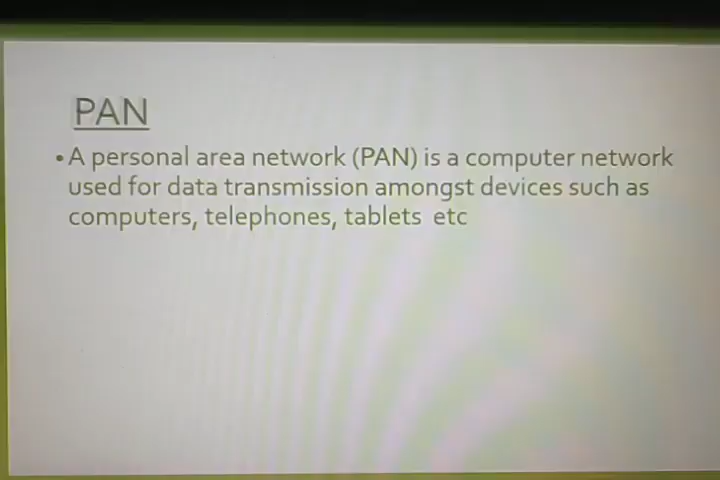 PAN
• A personal area network (PAN) is a computer network
used for data transmission amongst devices such as
computers, telephones, tablets etc